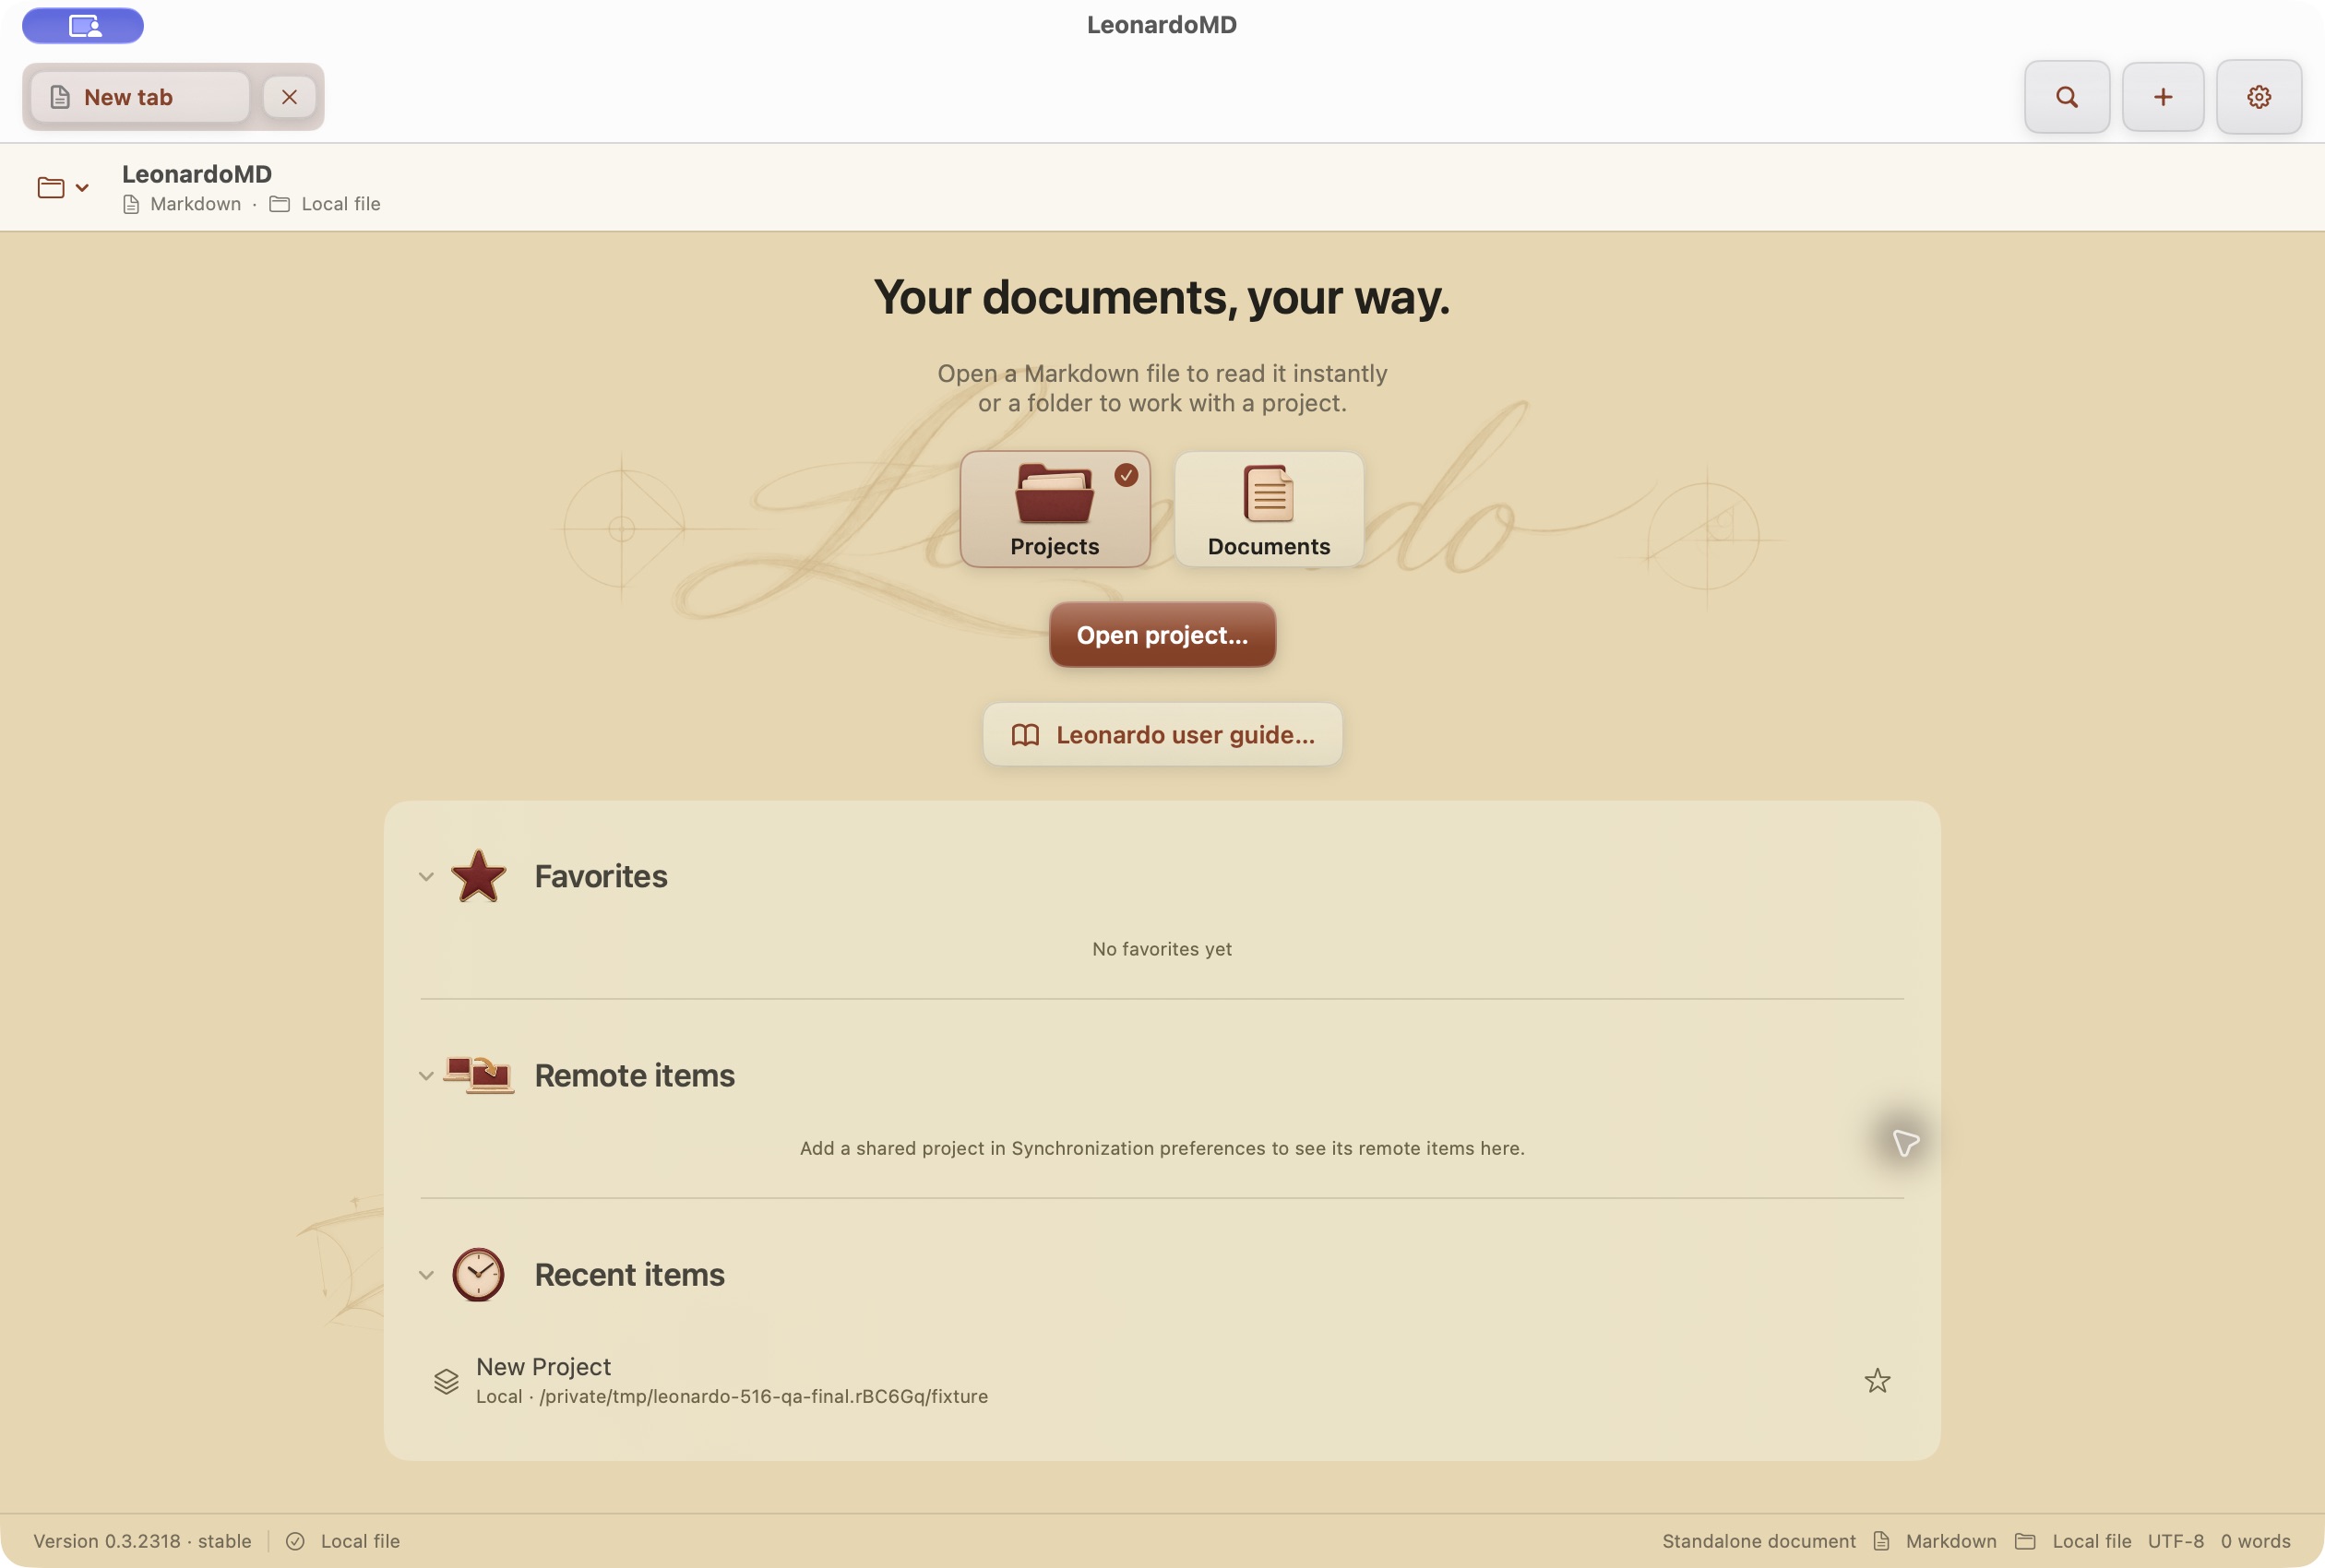 LeonardoMD
New tab
LeonardoMD
Markdown · Local file
Your documents, your way.
Open a Markdown file to read it instantly
or a folder to work with a project.
Projects
Documents
Open project...
Leonardo user guide...
Favorites
No favorites yet
Remote items
Add a shared project in Synchronization preferences to see its remote items here.
Recent items
New Project
Local · /private/tmp/leonardo-516-qa-final.rBC6Gq/fixture
Version 0.3.2318 · stable
Local file
Standalone document Markdown Local file UTF-8 0 words